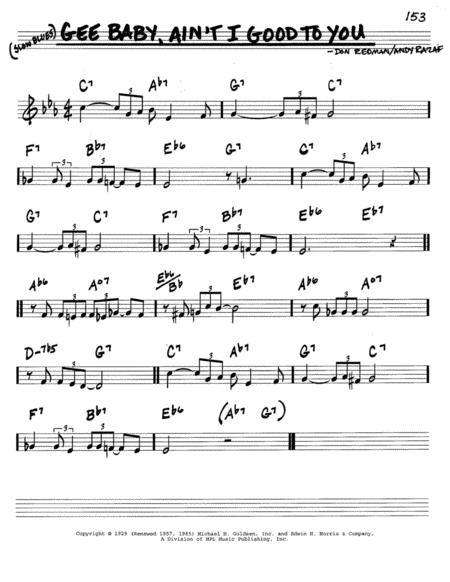 153
(SLOW BLUES) GEE BABY, AIN'T I GOOD TO YOU
- DON REDMAN/ANDY RAZAF
C7 Ab7 G7 C7
F7 Bb7 Eb6 G7 C7 Ab7
G7 C7 F7 Bb7 Eb6 Eb7
Ab6 A°7 Eb6/Bb Eb7
D-7b5 G7 C7 Ab7 G7 C7
F7 Bb7 Eb6 (Ab7 G7)
Copyright © 1929 (Renewed 1957, 1985) Michael H. Goldsen, Inc. and Edwin H. Morris & Company,
A Division of MPL Music Publishing, Inc.